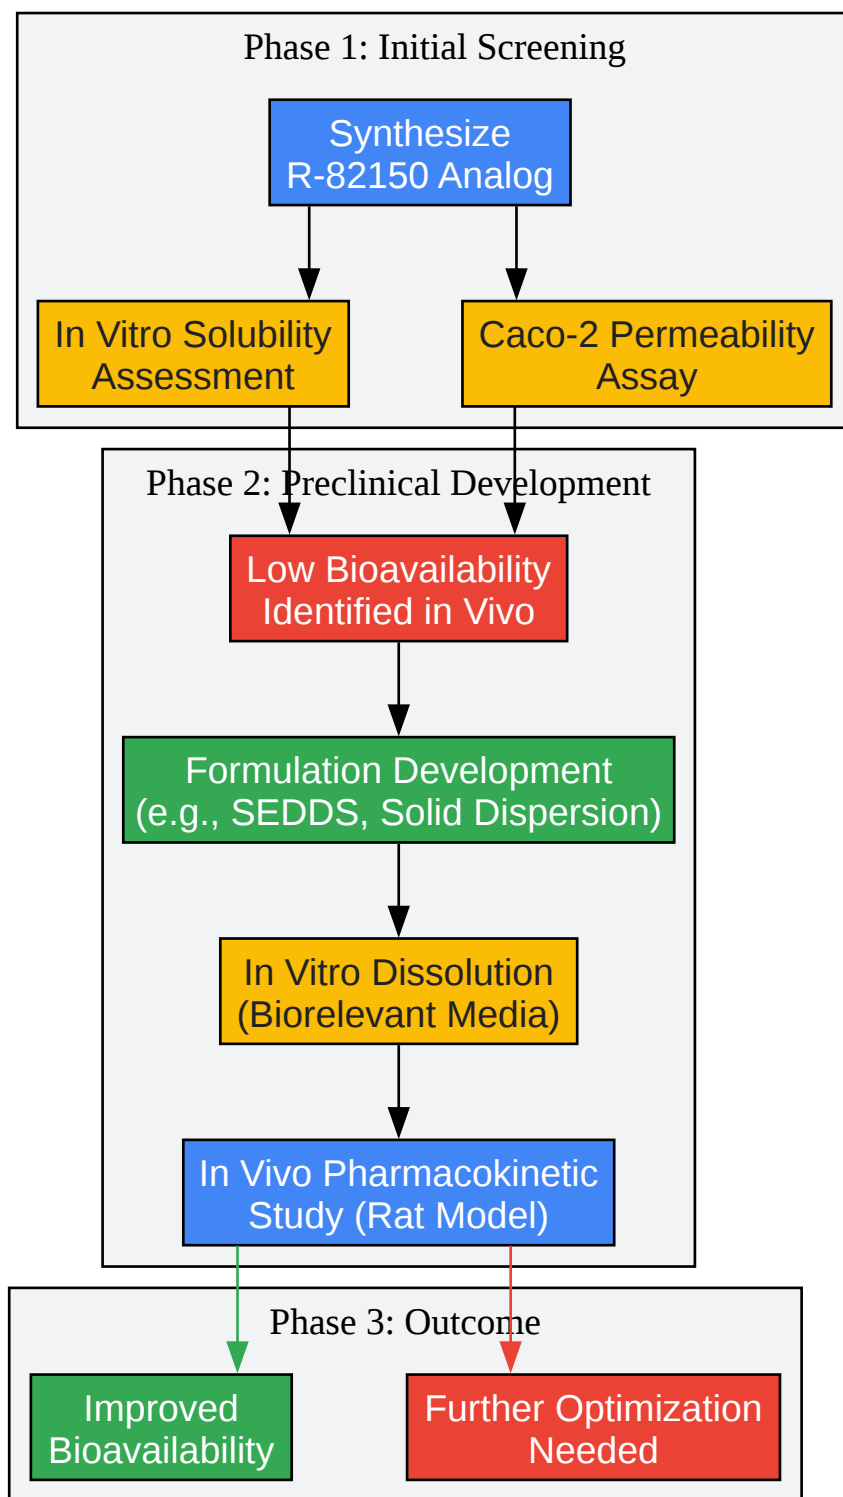 Phase 1: Initial Screening
Synthesize
R-82150 Analog
In Vitro Solubility
Assessment
Caco-2 Permeability
Assay
Phase 2: Preclinical Development
Low Bioavailability
Identified in Vivo
Formulation Development
(e.g., SEDDS, Solid Dispersion)
In Vitro Dissolution
(Biorelevant Media)
In Vivo Pharmacokinetic
Study (Rat Model)
Phase 3: Outcome
Improved
Bioavailability
Further Optimization
Needed